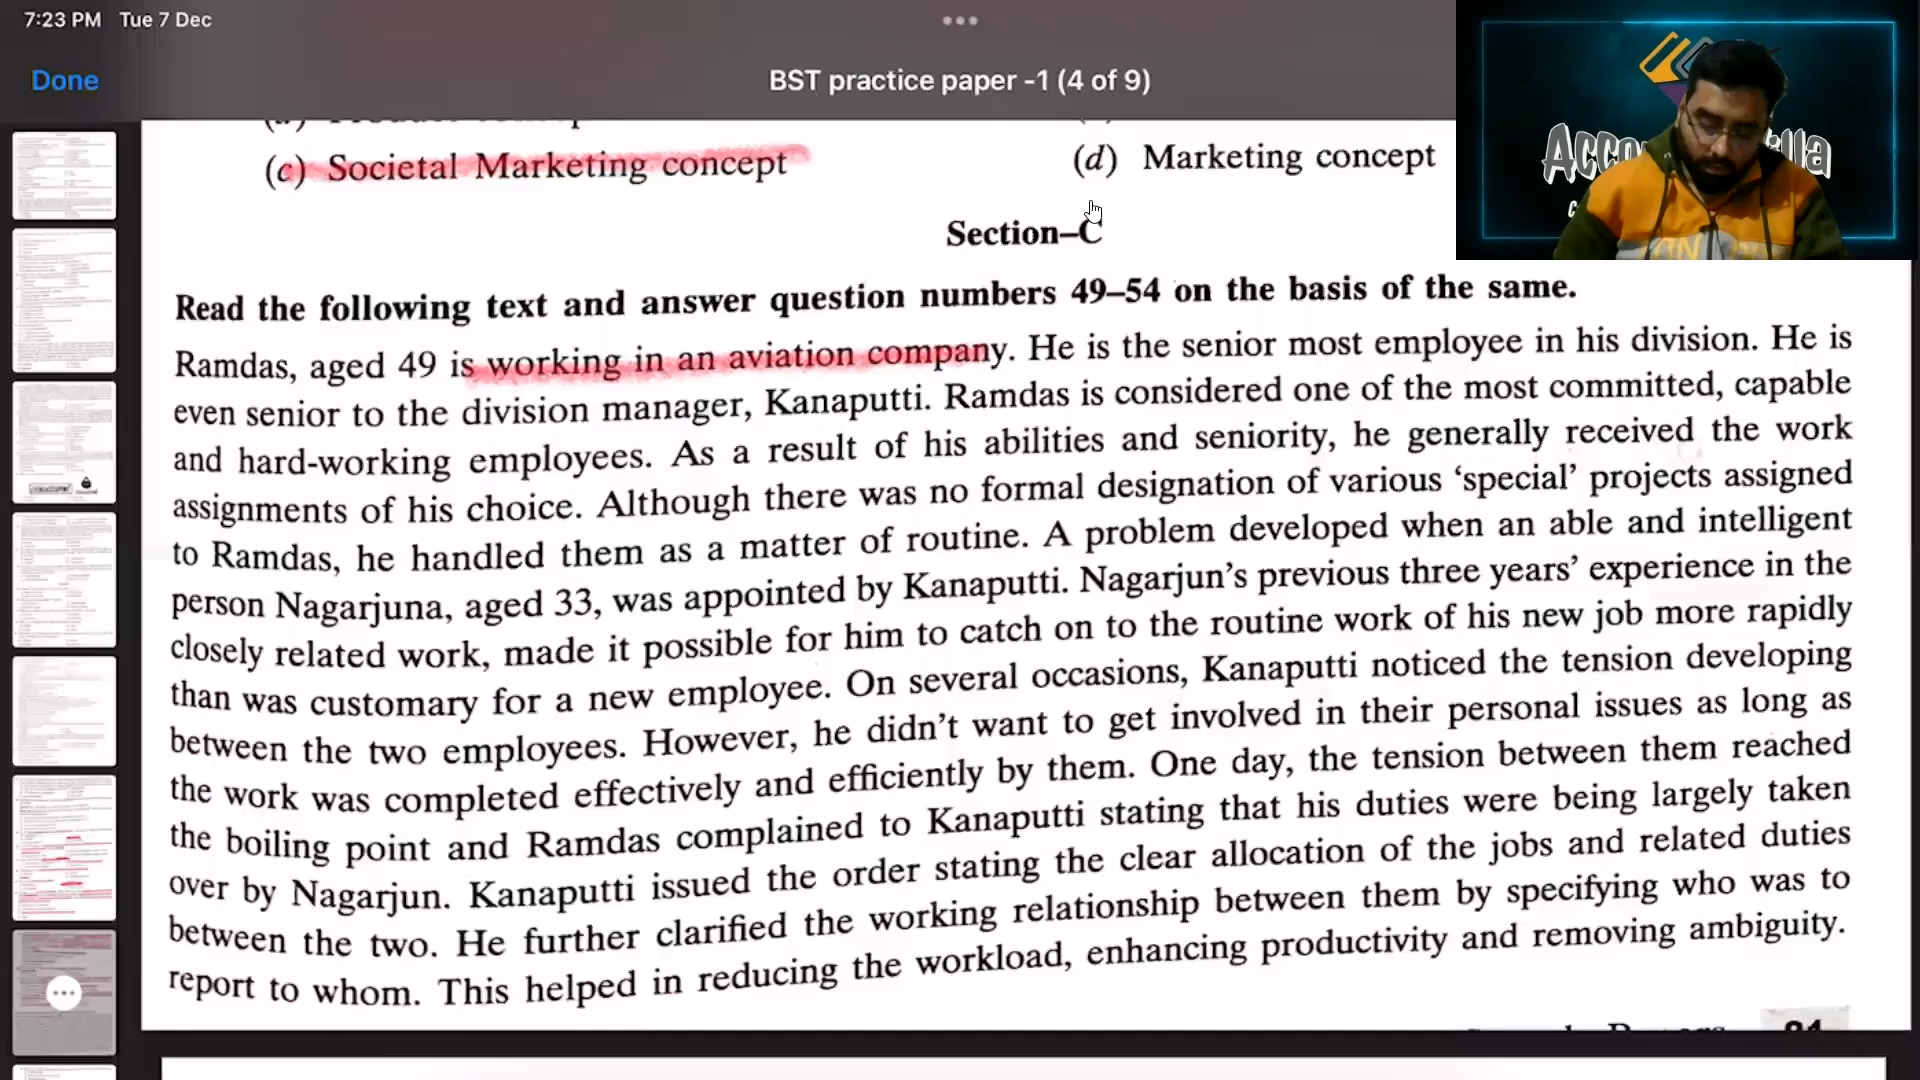 7:23 PM Tue 7 Dec
Done
BST practice paper -1 (4 of 9)
(c) Societal Marketing concept
(d) Marketing concept
Section–C
Read the following text and answer question numbers 49–54 on the basis of the same.
Ramdas, aged 49 is working in an aviation company. He is the senior most employee in his division. He is
even senior to the division manager, Kanaputti. Ramdas is considered one of the most committed, capable
and hard-working employees. As a result of his abilities and seniority, he generally received the work
assignments of his choice. Although there was no formal designation of various ‘special’ projects assigned
to Ramdas, he handled them as a matter of routine. A problem developed when an able and intelligent
person Nagarjuna, aged 33, was appointed by Kanaputti. Nagarjun’s previous three years’ experience in the
closely related work, made it possible for him to catch on to the routine work of his new job more rapidly
than was customary for a new employee. On several occasions, Kanaputti noticed the tension developing
between the two employees. However, he didn’t want to get involved in their personal issues as long as
the work was completed effectively and efficiently by them. One day, the tension between them reached
the boiling point and Ramdas complained to Kanaputti stating that his duties were being largely taken
over by Nagarjun. Kanaputti issued the order stating the clear allocation of the jobs and related duties
between the two. He further clarified the working relationship between them by specifying who was to
report to whom. This helped in reducing the workload, enhancing productivity and removing ambiguity.